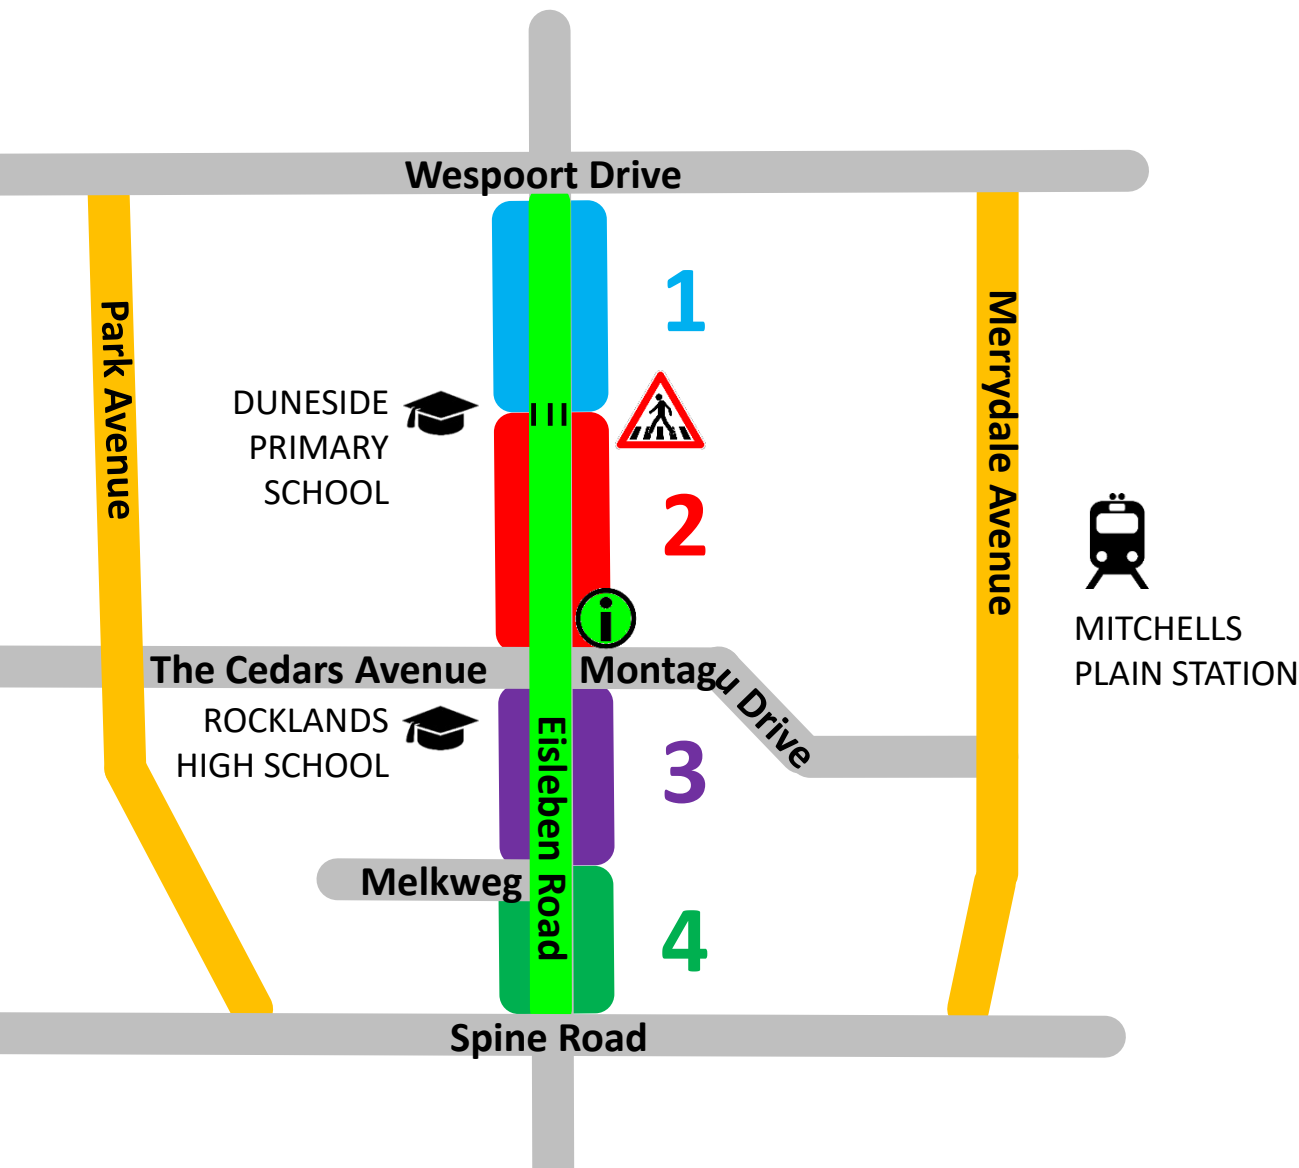 Wespoort Drive
1
Park Avenue
Merrydale Avenue
DUNESIDE
PRIMARY
SCHOOL
2
i
MITCHELLS
PLAIN STATION
The Cedars Avenue
Montagu Drive
ROCKLANDS
HIGH SCHOOL
Eisleben Road
3
Melkweg
4
Spine Road